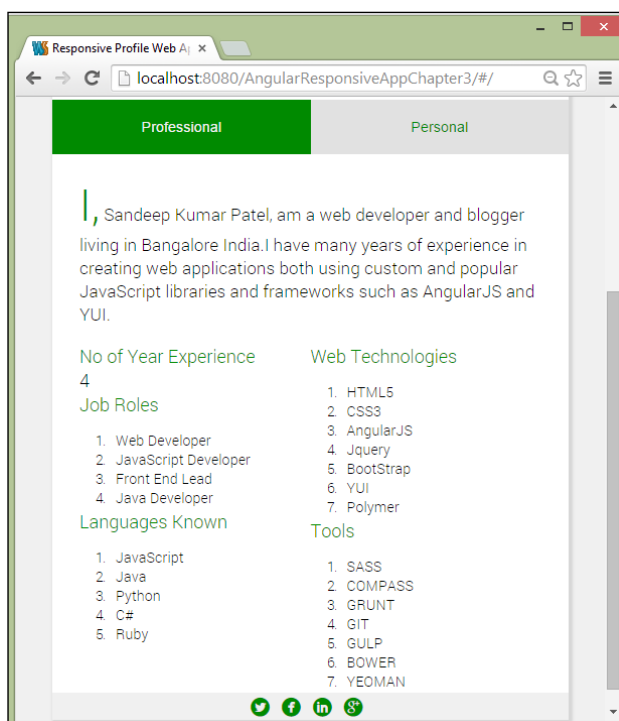 Responsive Profile Web A
localhost:8080/AngularResponsiveAppChapter3/#/
Professional
Personal
I, Sandeep Kumar Patel, am a web developer and blogger
living in Bangalore India.I have many years of experience in
creating web applications both using custom and popular
JavaScript libraries and frameworks such as AngularJS and
YUI.
No of Year Experience
4
Job Roles
1. Web Developer
2. JavaScript Developer
3. Front End Lead
4. Java Developer
Languages Known
1. JavaScript
2. Java
3. Python
4. C#
5. Ruby
Web Technologies
1. HTML5
2. CSS3
3. AngularJS
4. Jquery
5. BootStrap
6. YUI
7. Polymer
Tools
1. SASS
2. COMPASS
3. GRUNT
4. GIT
5. GULP
6. BOWER
7. YEOMAN